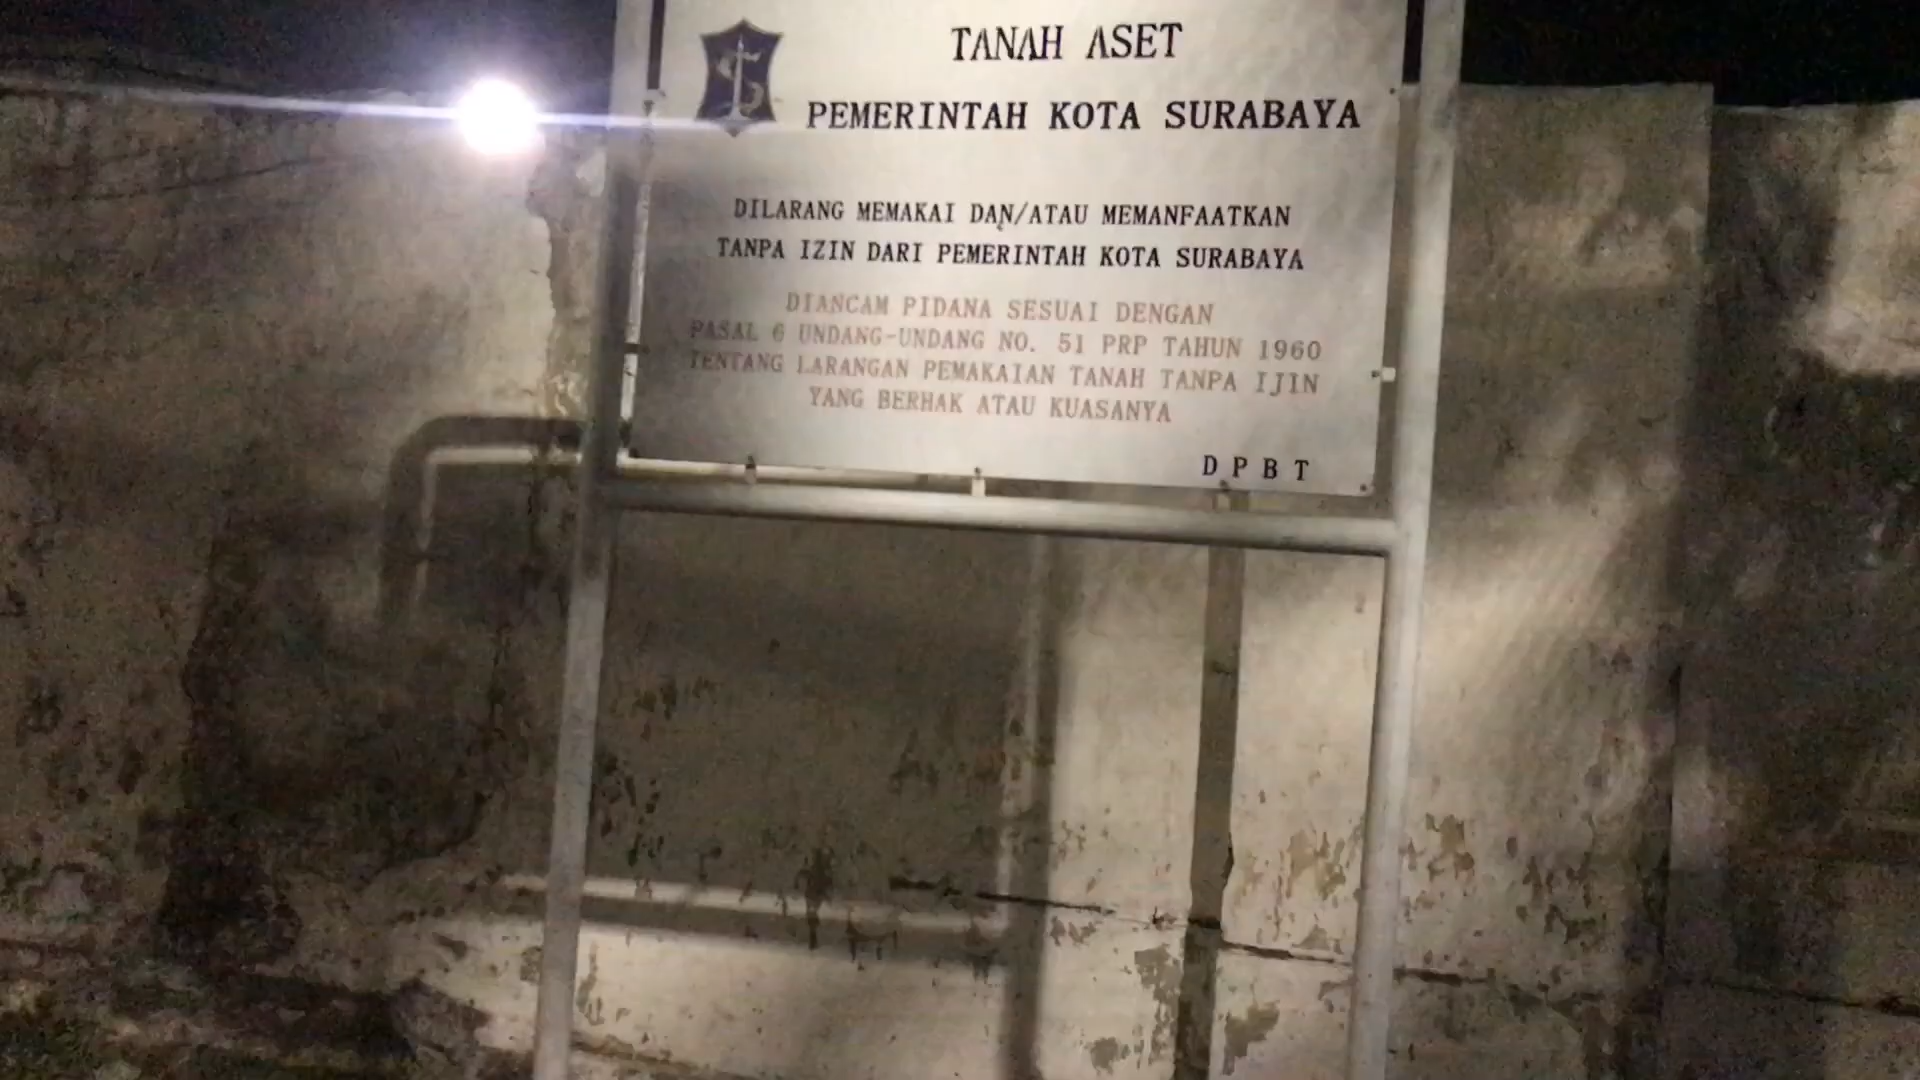 TANAH ASET
PEMERINTAH KOTA SURABAYA
DILARANG MEMAKAI DAN/ATAU MEMANFAATKAN
TANPA IZIN DARI PEMERINTAH KOTA SURABAYA
DIANCAM PIDANA SESUAI DENGAN
PASAL 6 UNDANG-UNDANG NO. 51 PRP TAHUN 1960
TENTANG LARANGAN PEMAKAIAN TANAH TANPA IJIN
YANG BERHAK ATAU KUASANYA
D P B T